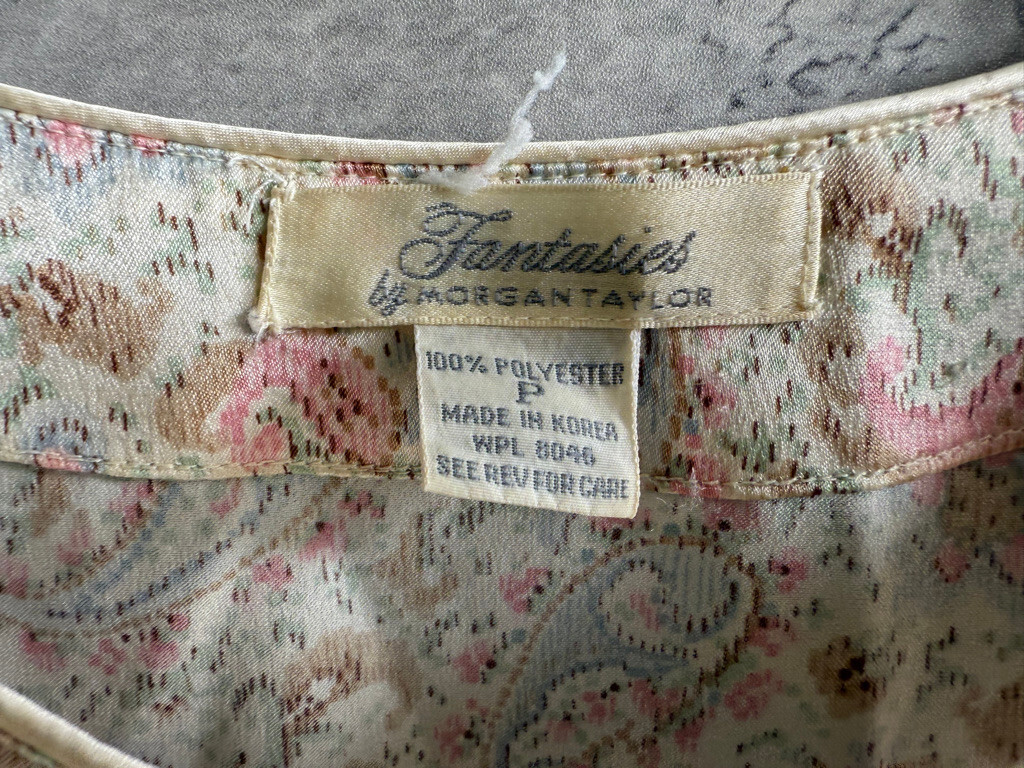 Fantasies
by MORGAN TAYLOR
100% POLYESTER
P
MADE IN KOREA
WPL 8046
SEE REV FOR CARE